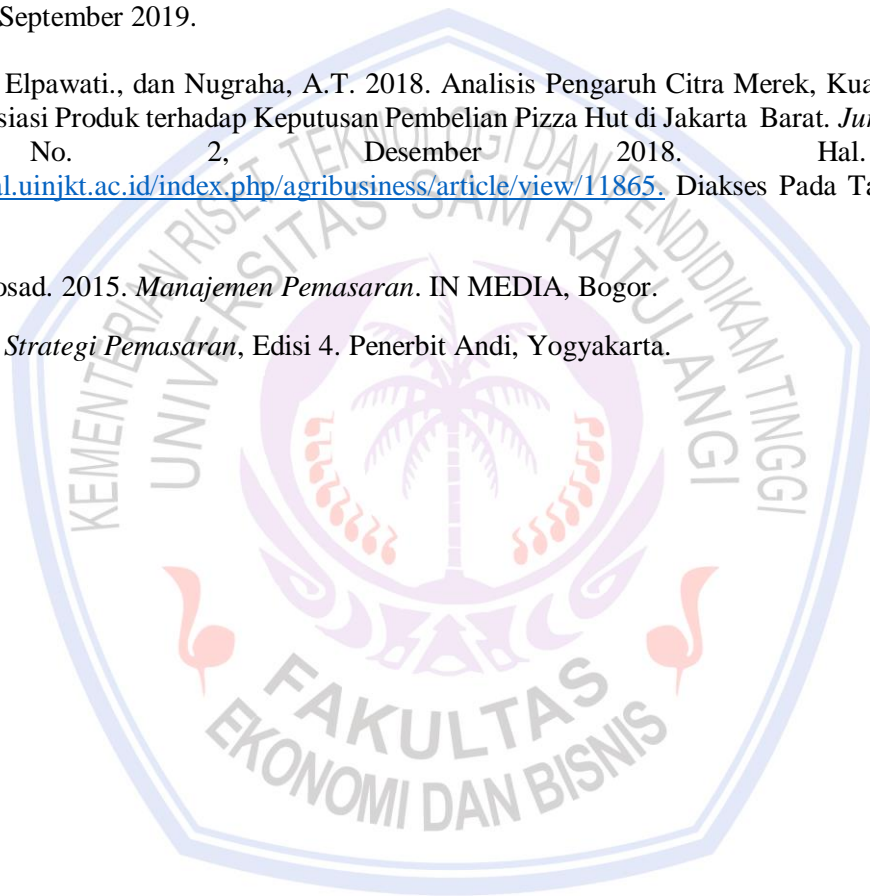 September 2019.
Elpawati., dan Nugraha, A.T. 2018. Analisis Pengaruh Citra Merek, Kua
siasi Produk terhadap Keputusan Pembelian Pizza Hut di Jakarta Barat. Jur
No. 2, Desember 2018. Hal.
al.uinjkt.ac.id/index.php/agribusiness/article/view/11865. Diakses Pada Ta
osad. 2015. Manajemen Pemasaran. IN MEDIA, Bogor.
Strategi Pemasaran, Edisi 4. Penerbit Andi, Yogyakarta.
KEMENTERIAN RISET TEKNOLOGI DAN PENDIDIKAN TINGGI
UNIVERSITAS SAM RATULANGI
FAKULTAS
EKONOMI DAN BISNIS